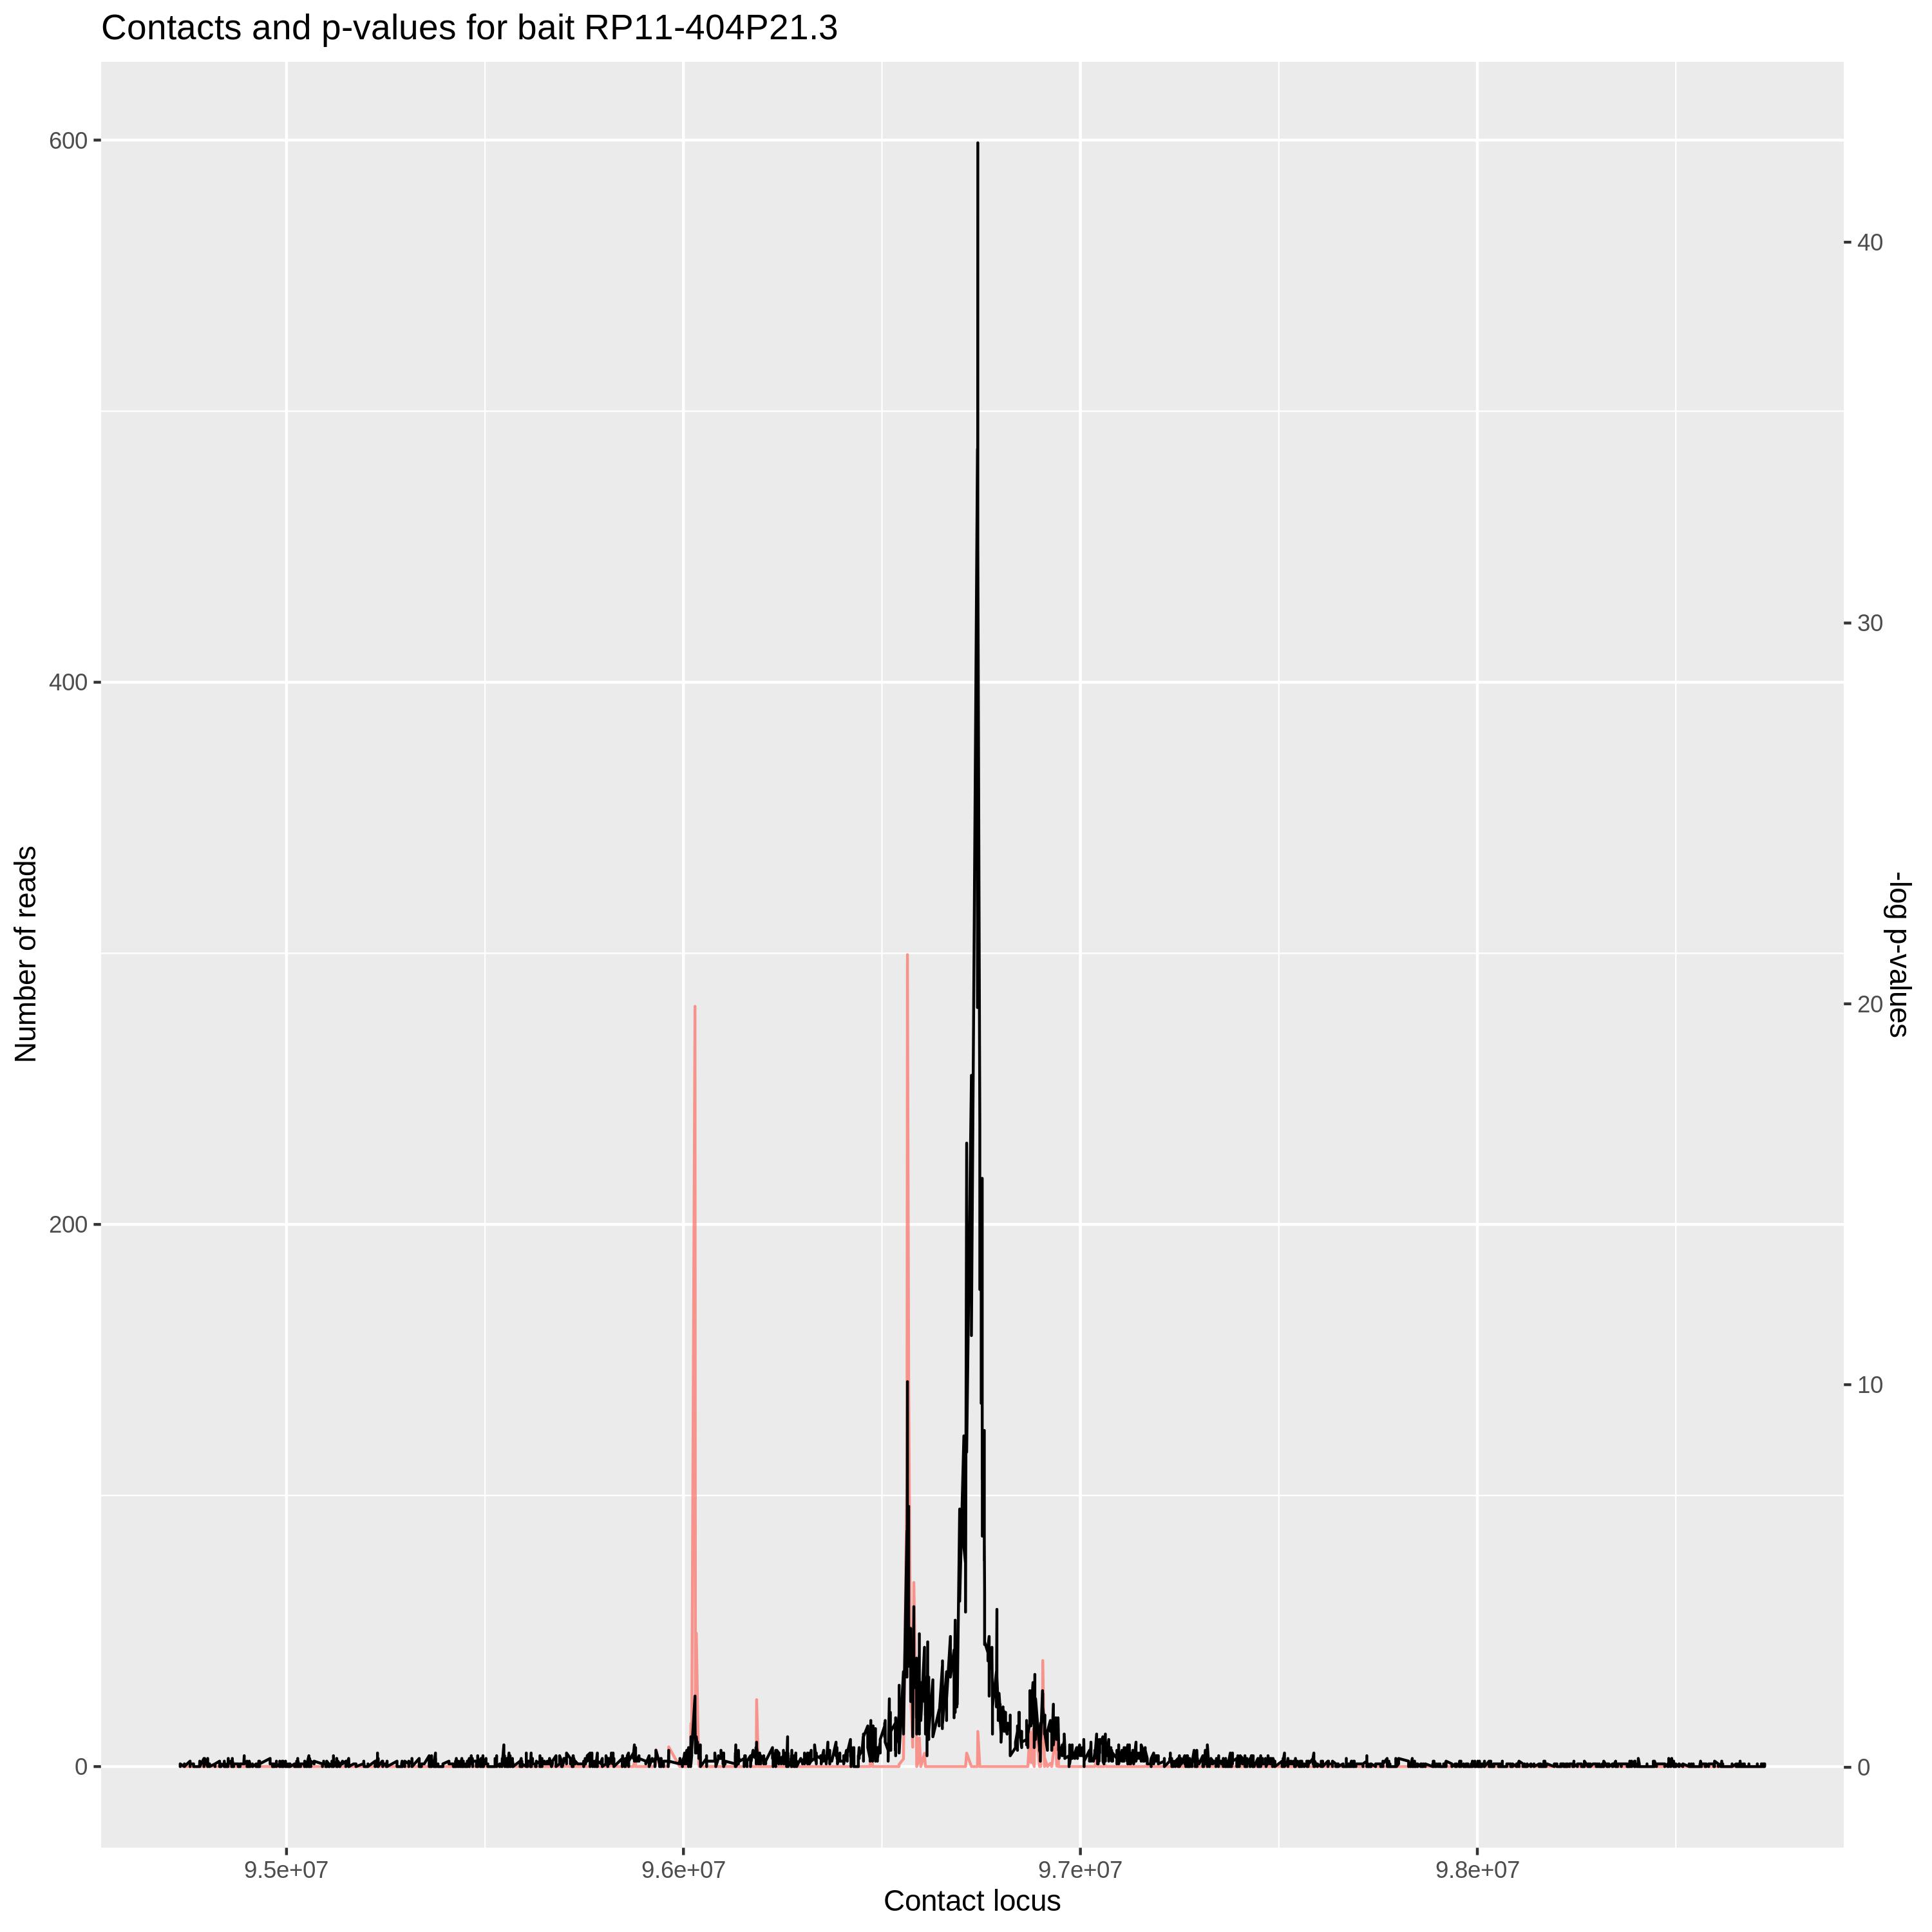 Contacts and p-values for bait RP11-404P21.3
600
400
200
0
Number of reads
40
30
20
10
0
-log p-values
9.5e+07
9.6e+07
9.7e+07
9.8e+07
Contact locus